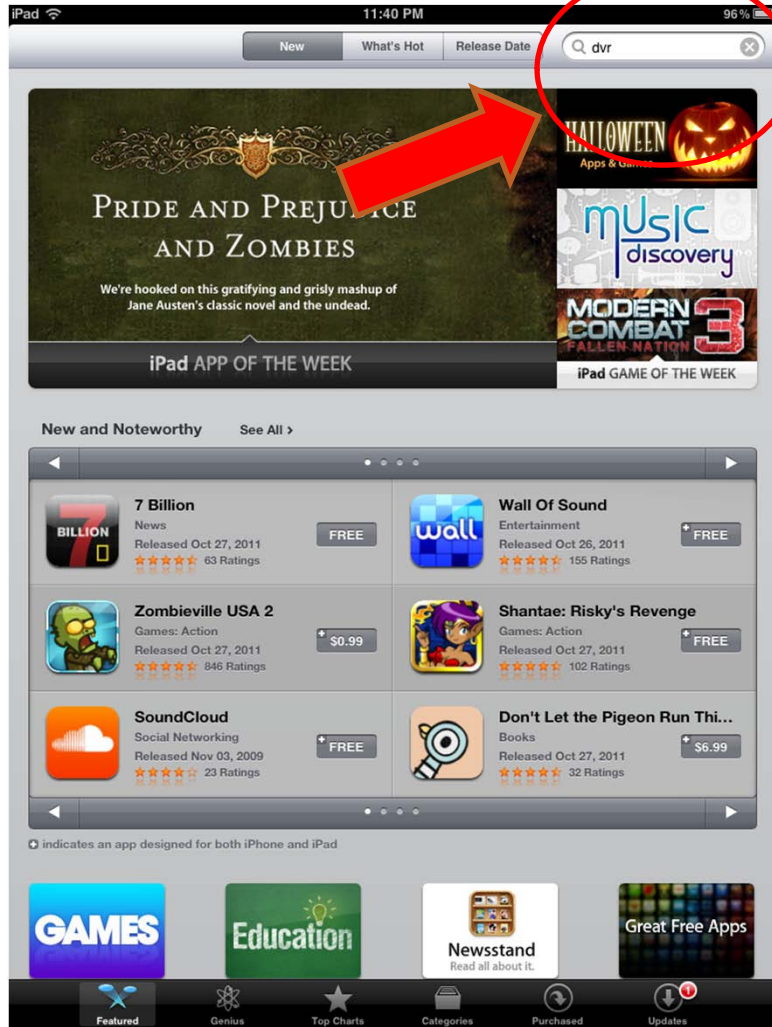 iPad 11:40 PM 96%
New What's Hot Release Date dvr
PRIDE AND PREJUDICE
AND ZOMBIES
We're hooked on this gratifying and grisly mashup of
Jane Austen's classic novel and the undead.
iPad APP OF THE WEEK
HALLOWEEN
Apps & Games
music
discovery
MODERN
COMBAT 3
FALLEN NATION
iPad GAME OF THE WEEK
New and Noteworthy See All >
7 BILLION
7 Billion
News
Released Oct 27, 2011
63 Ratings
FREE
wall
Wall Of Sound
Entertainment
Released Oct 26, 2011
155 Ratings
+ FREE
Zombieville USA 2
Games: Action
Released Oct 27, 2011
846 Ratings
+ $0.99
Shantae: Risky's Revenge
Games: Action
Released Oct 27, 2011
102 Ratings
+ FREE
SoundCloud
Social Networking
Released Nov 03, 2009
23 Ratings
+ FREE
Don't Let the Pigeon Run Thi...
Books
Released Oct 27, 2011
32 Ratings
+ $6.99
+ indicates an app designed for both iPhone and iPad
GAMES
Education
Newsstand
Read all about it.
Great Free Apps
1
Featured Genius Top Charts Categories Purchased Updates